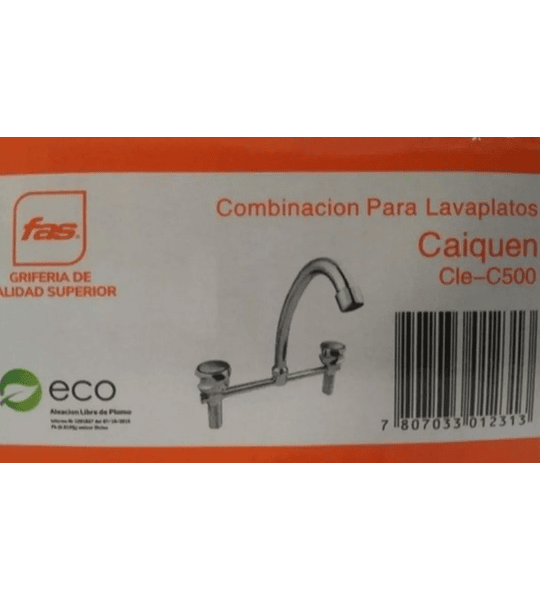 fas®
GRIFERIA DE
ALIDAD SUPERIOR
Combinacion Para Lavaplatos
Caiquen
Cle-C500
eco
Aleacion Libre de Plomo
7 807033 012313